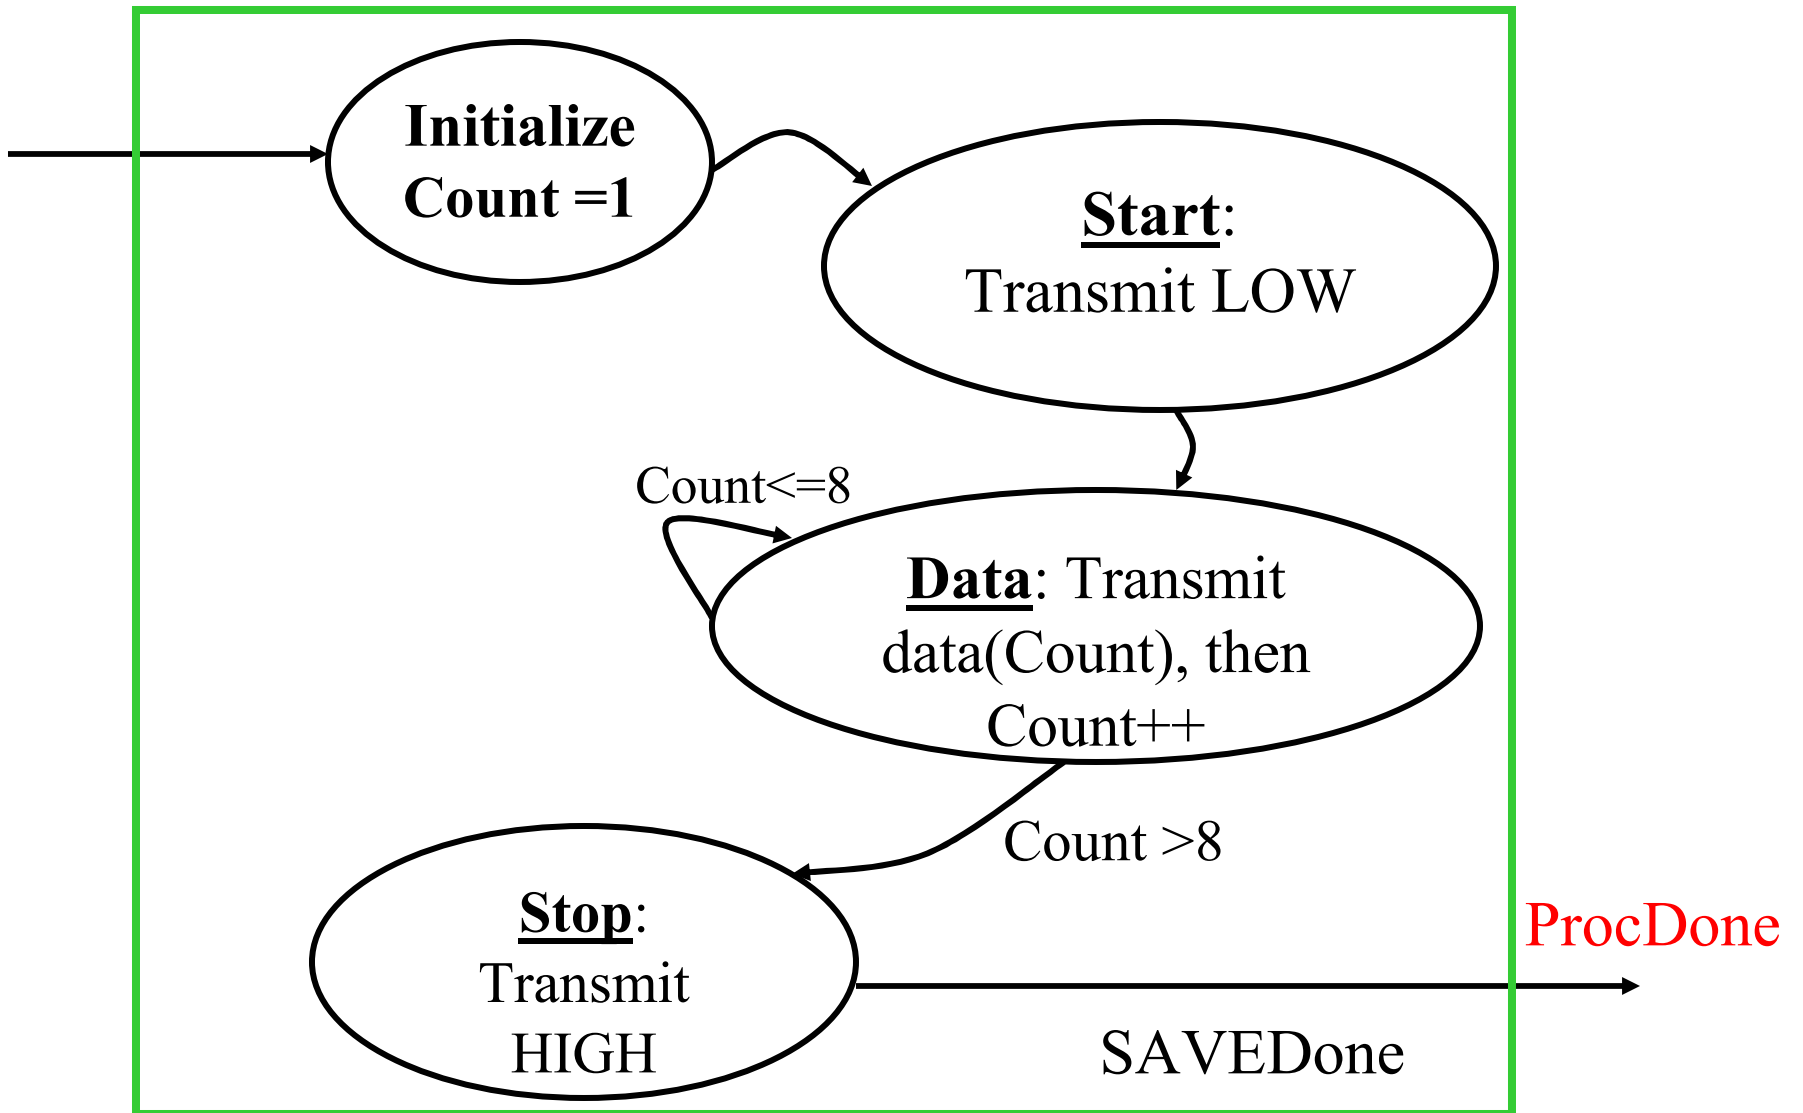 Initialize
Count =1
Start:
Transmit LOW
Count<=8
Data: Transmit
data(Count), then
Count++
Count >8
Stop:
Transmit
HIGH
ProcDone
SAVEDone